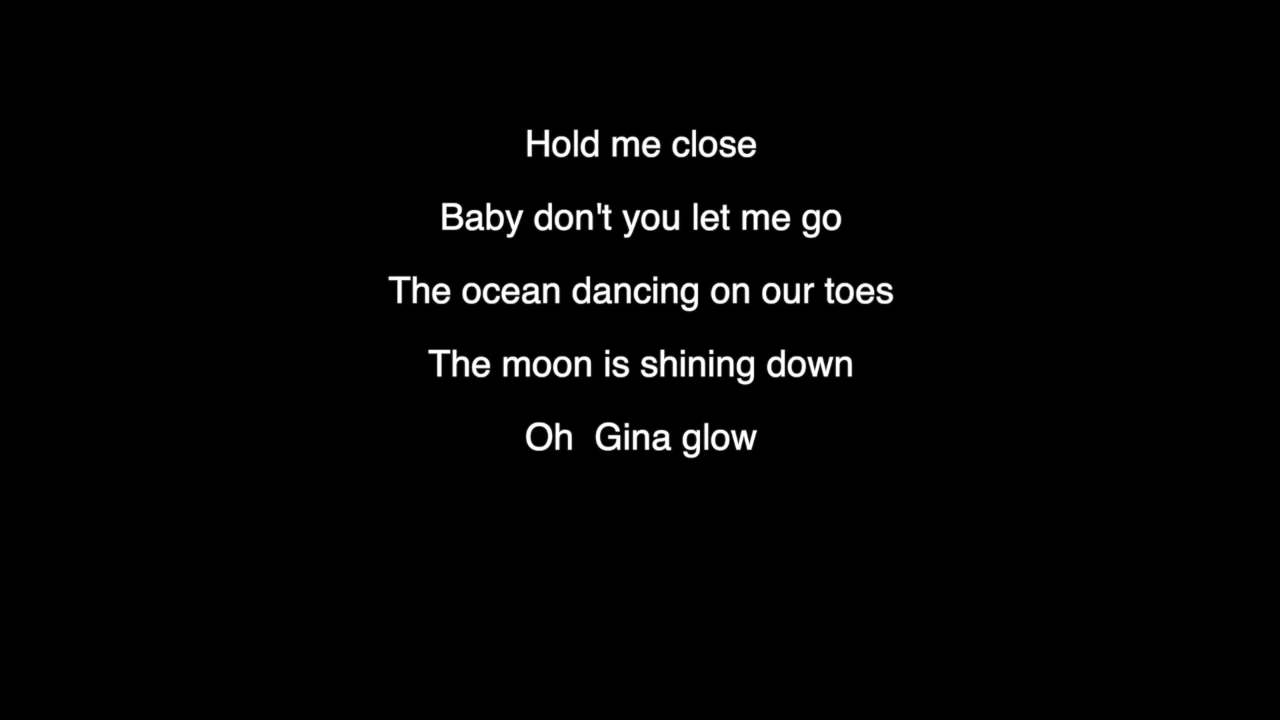 Hold me close
Baby don't you let me go
The ocean dancing on our toes
The moon is shining down
Oh  Gina glow